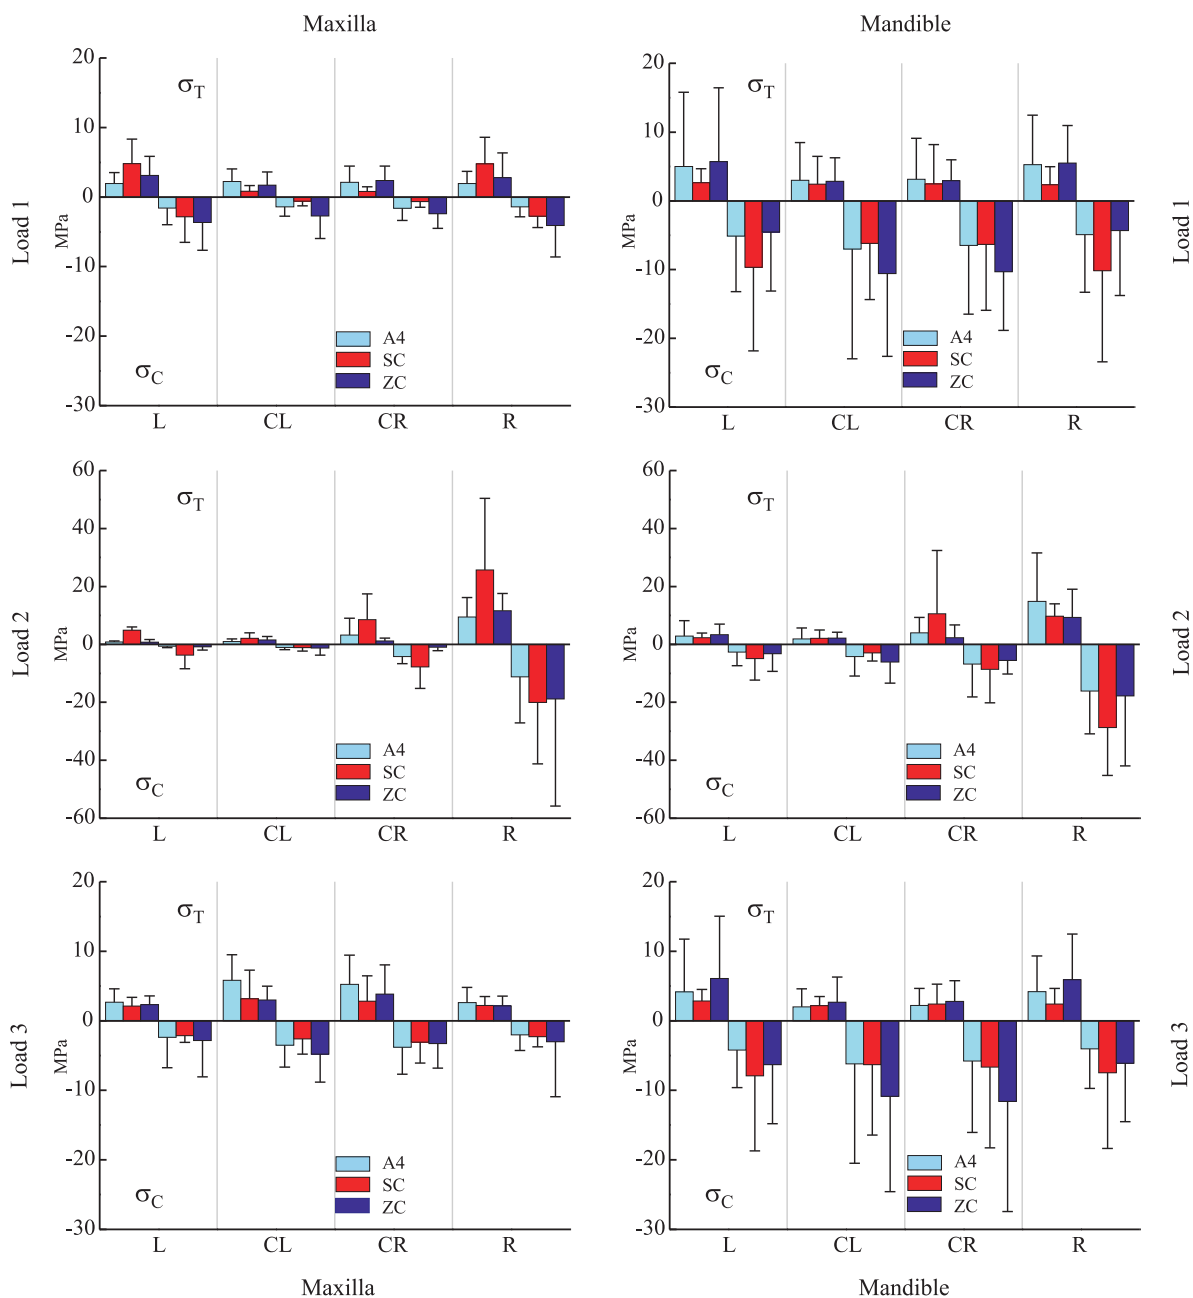 Maxilla
Mandible
Load 1
MPa
20
10
0
-10
-20
-30
σT
σC
A4
SC
ZC
L CL CR R
MPa
20
10
0
-10
-20
-30
σT
σC
A4
SC
ZC
L CL CR R
Load 1
Load 2
MPa
60
40
20
0
-20
-40
-60
σT
σC
A4
SC
ZC
L CL CR R
MPa
60
40
20
0
-20
-40
-60
σT
σC
A4
SC
ZC
L CL CR R
Load 2
Load 3
MPa
20
10
0
-10
-20
-30
σT
σC
A4
SC
ZC
L CL CR R
MPa
20
10
0
-10
-20
-30
σT
σC
A4
SC
ZC
L CL CR R
Load 3
Maxilla
Mandible